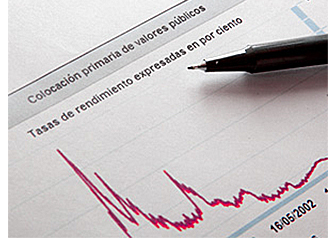 Colocación primaria de valores públicos
Tasas de rendimiento expresadas en por ciento
16/05/2002